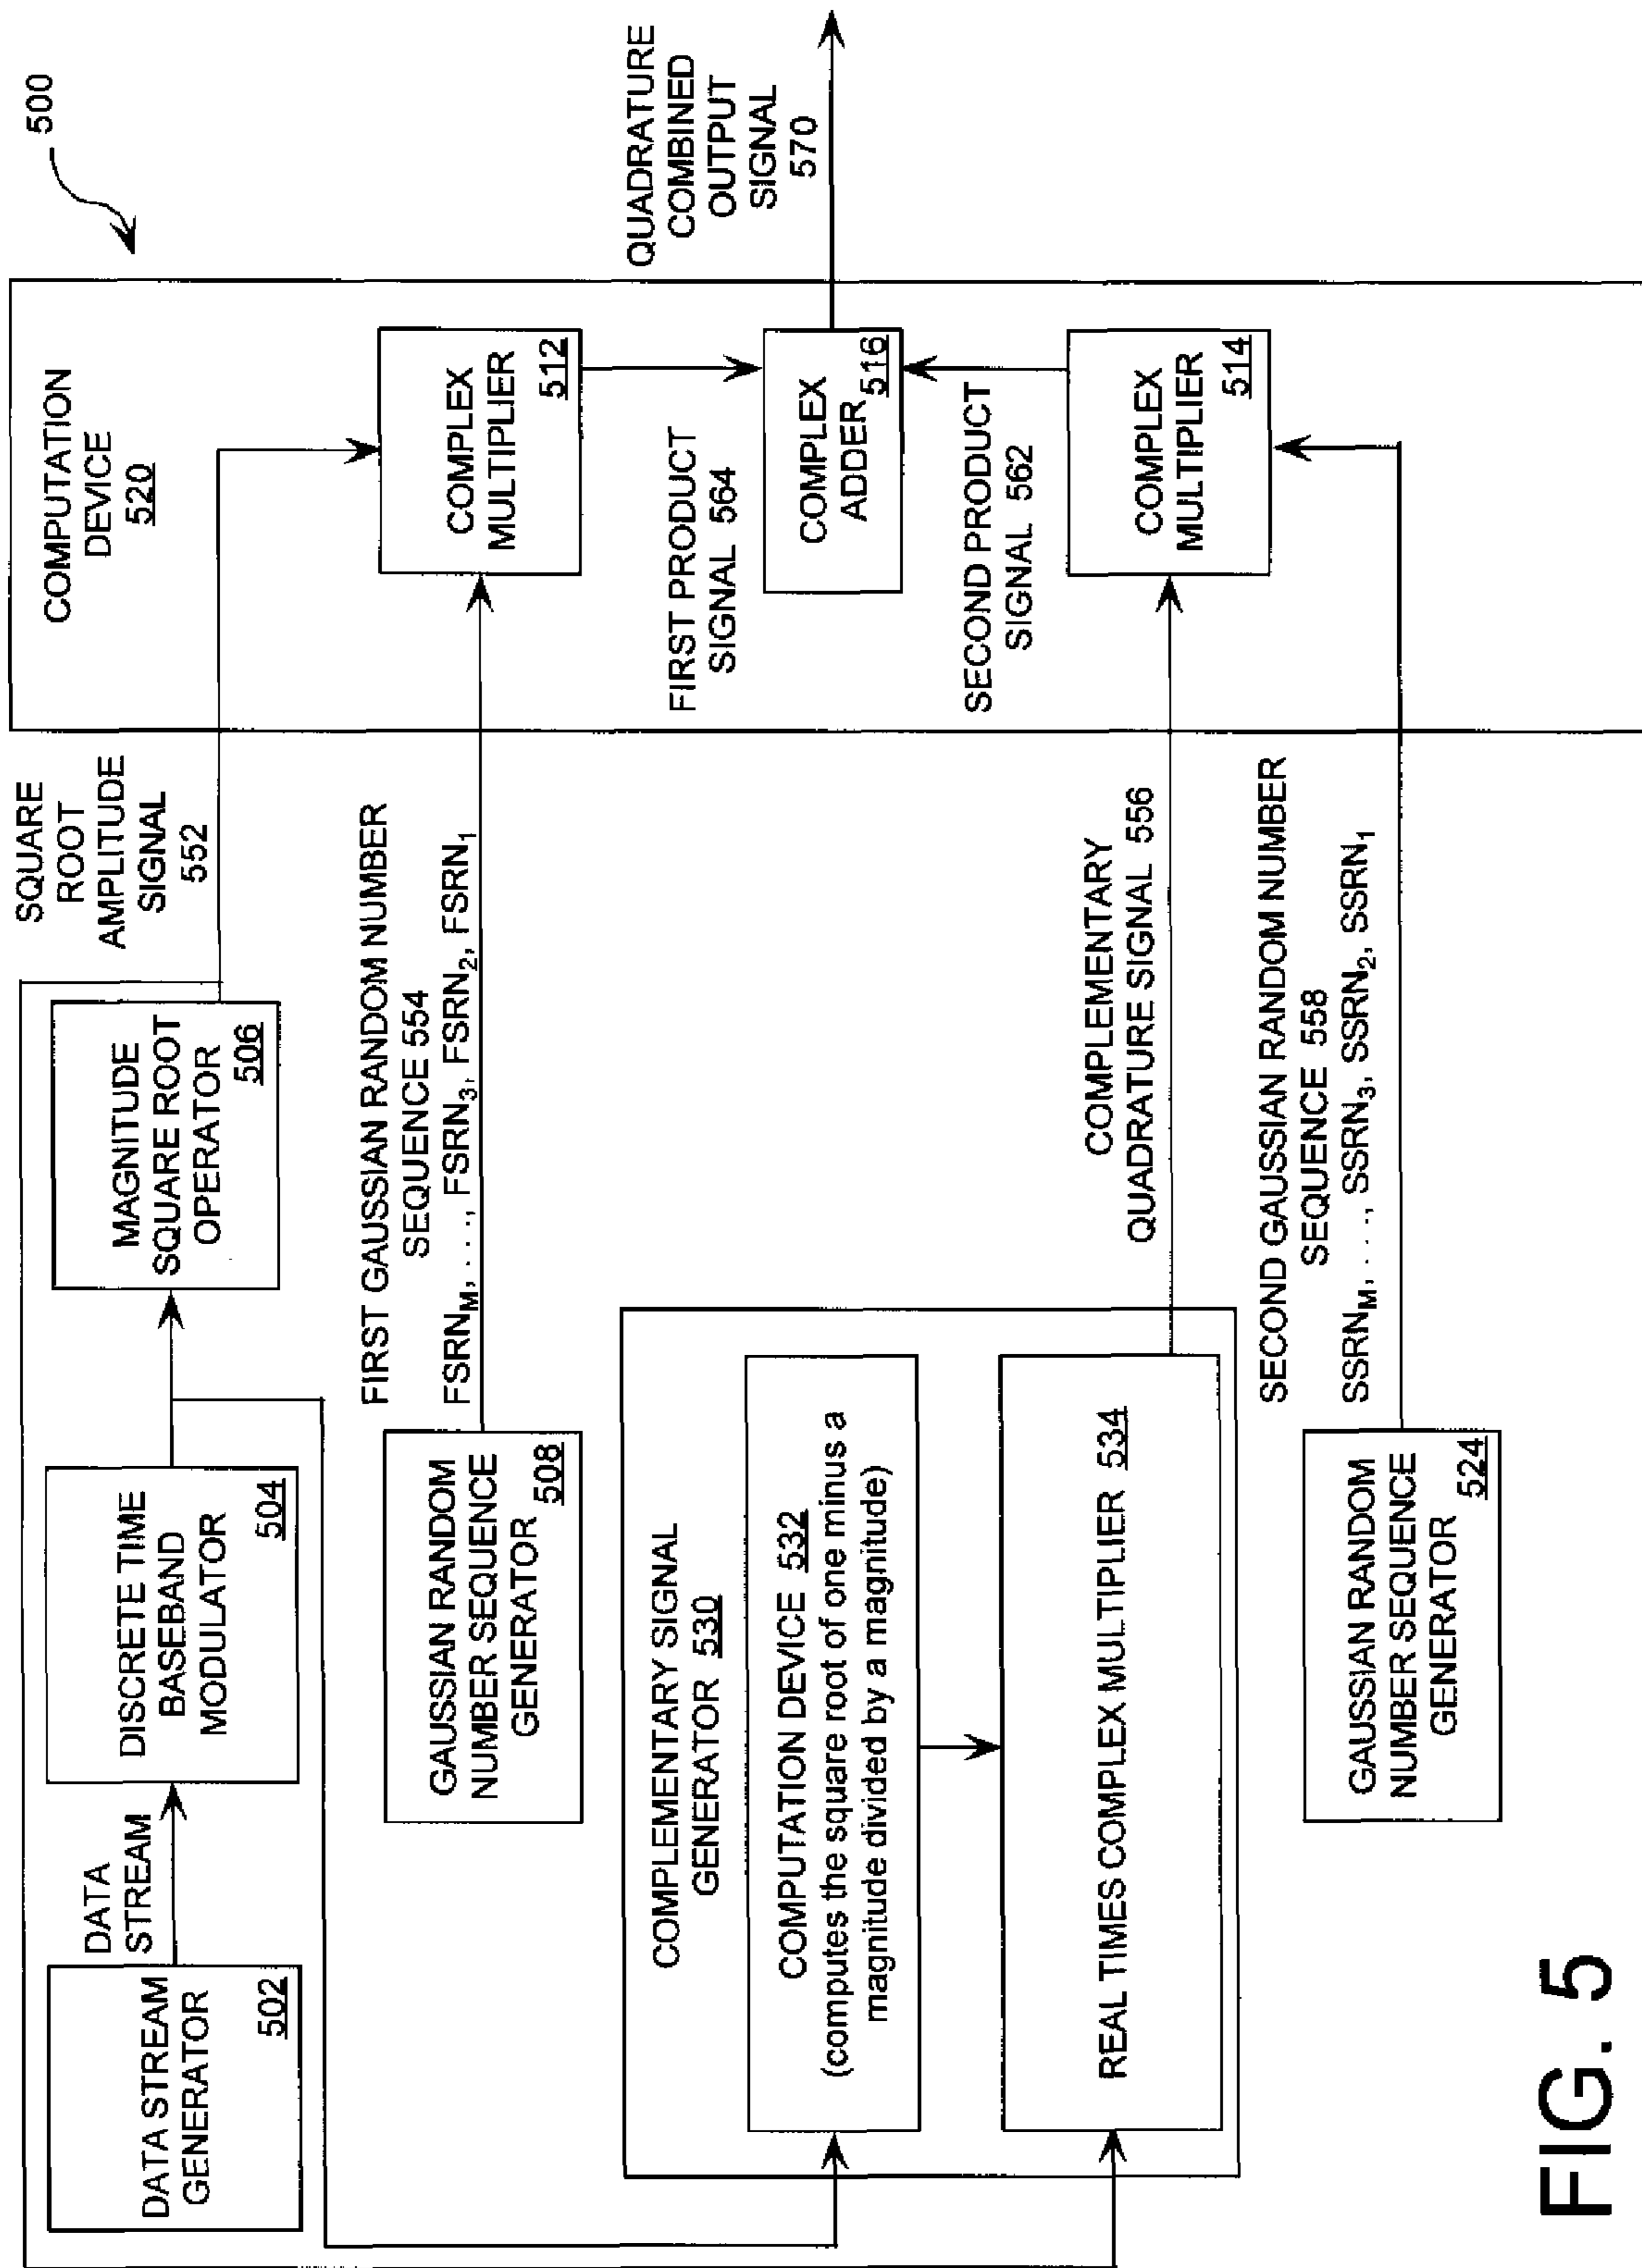 500
DATA STREAM
GENERATOR
502
DATA
STREAM
DISCRETE TIME
BASEBAND
MODULATOR
504
MAGNITUDE
SQUARE ROOT
OPERATOR
506
SQUARE
ROOT
AMPLITUDE
SIGNAL
552
COMPUTATION
DEVICE
520
GAUSSIAN RANDOM
NUMBER SEQUENCE
GENERATOR
508
FIRST GAUSSIAN RANDOM NUMBER
SEQUENCE 554
FSRN_M, . . ., FSRN_3, FSRN_2, FSRN_1
COMPLEX
MULTIPLIER
512
FIRST PRODUCT
SIGNAL 564
COMPLEX
ADDER
516
QUADRATURE
COMBINED
OUTPUT
SIGNAL
570
SECOND PRODUCT
SIGNAL 562
COMPLEX
MULTIPLIER
514
COMPLEMENTARY SIGNAL
GENERATOR 530
COMPUTATION DEVICE 532
(computes the square root of one minus a
magnitude divided by a magnitude)
REAL TIMES COMPLEX MULTIPLIER 534
COMPLEMENTARY
QUADRATURE SIGNAL 556
GAUSSIAN RANDOM
NUMBER SEQUENCE
GENERATOR
524
SECOND GAUSSIAN RANDOM NUMBER
SEQUENCE 558
SSRN_M, . . ., SSRN_3, SSRN_2, SSRN_1
FIG. 5